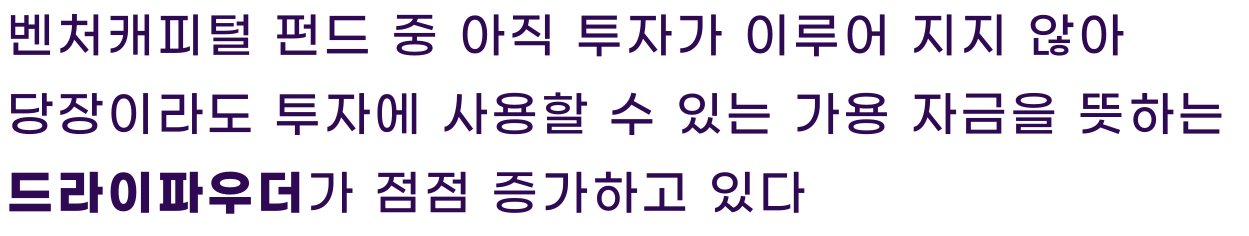 벤처캐피털 펀드 중 아직 투자가 이루어 지지 않아
당장이라도 투자에 사용할 수 있는 가용 자금을 뜻하는
드라이파우더가 점점 증가하고 있다